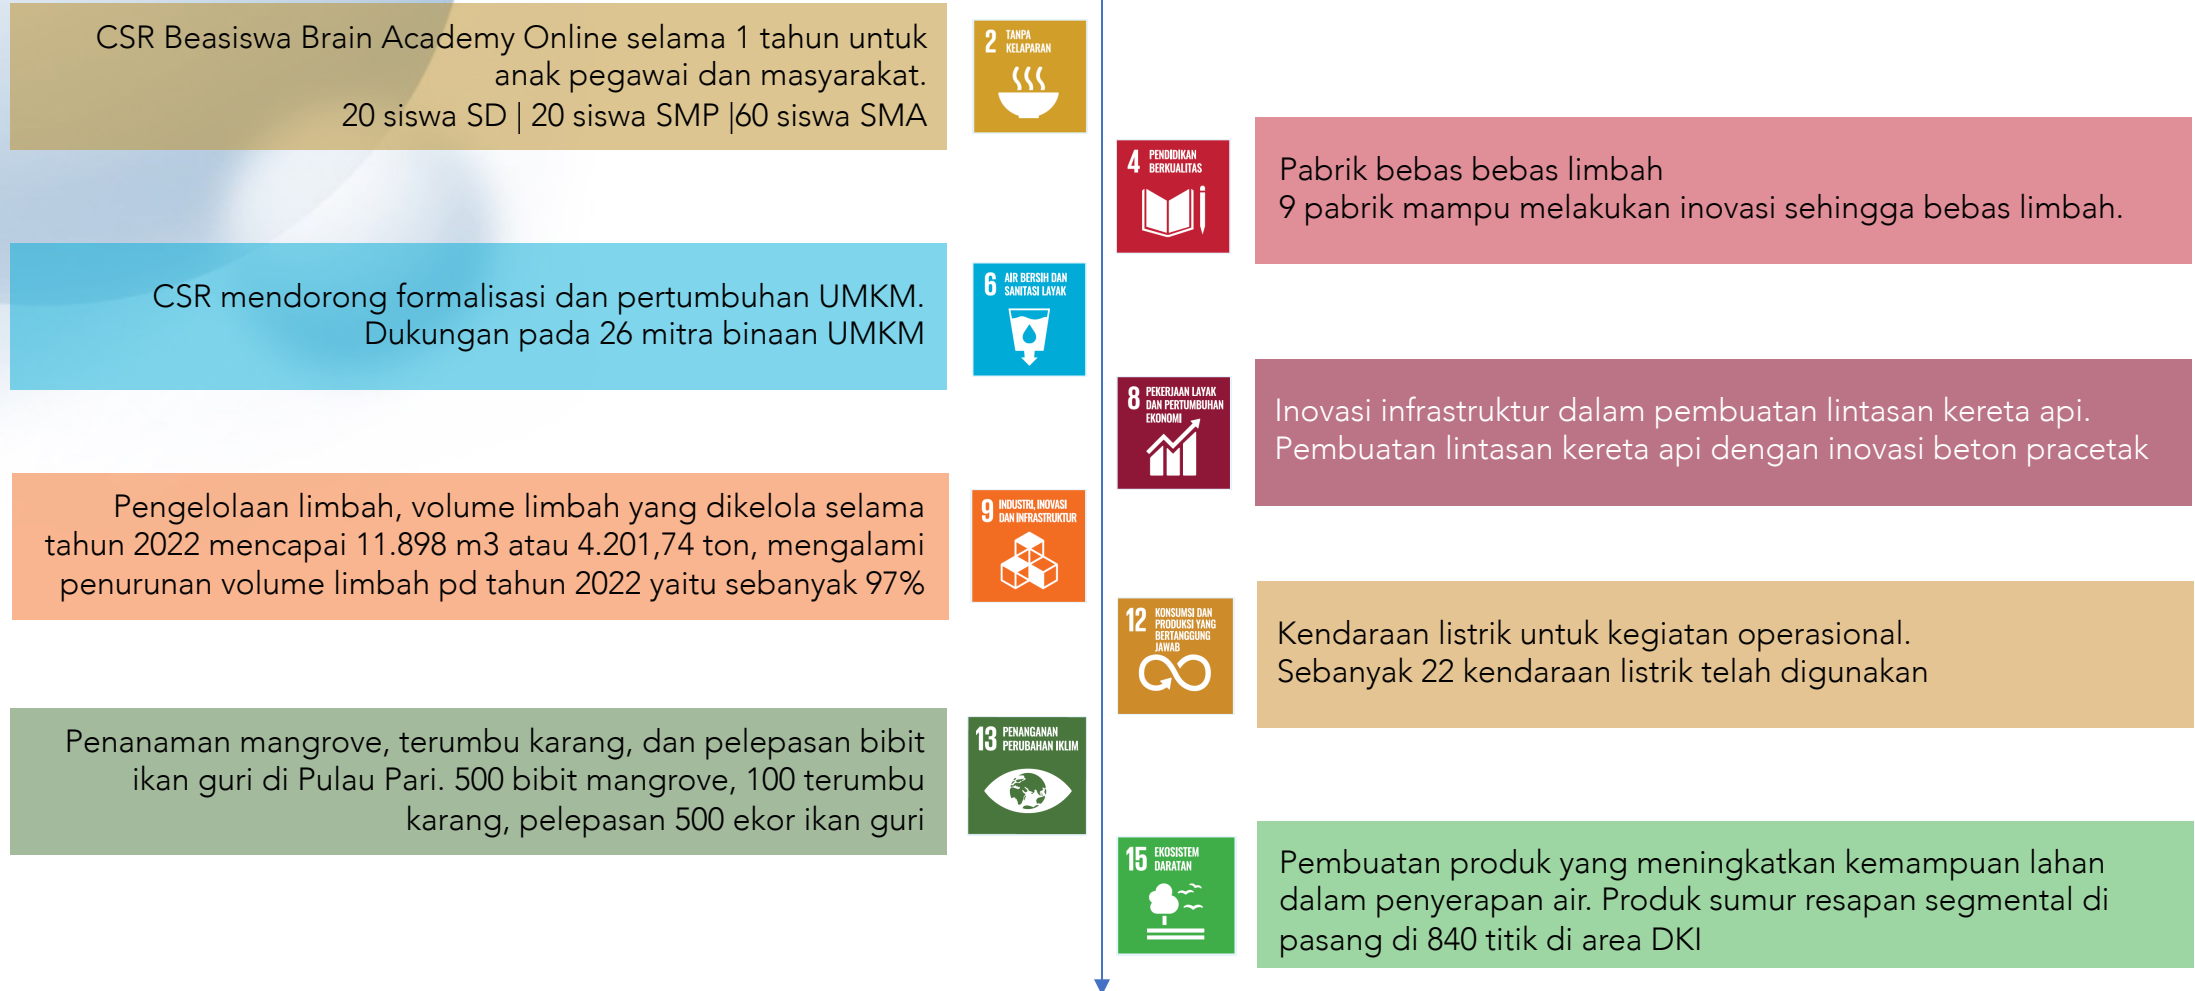 CSR Beasiswa Brain Academy Online selama 1 tahun untuk
anak pegawai dan masyarakat.
20 siswa SD | 20 siswa SMP |60 siswa SMA
2 TANPA
KELAPARAN
4 PENDIDIKAN
BERKUALITAS
Pabrik bebas bebas limbah
9 pabrik mampu melakukan inovasi sehingga bebas limbah.
CSR mendorong formalisasi dan pertumbuhan UMKM.
Dukungan pada 26 mitra binaan UMKM
6 AIR BERSIH DAN
SANITASI LAYAK
8 PEKERJAAN LAYAK
DAN PERTUMBUHAN
EKONOMI
Inovasi infrastruktur dalam pembuatan lintasan kereta api.
Pembuatan lintasan kereta api dengan inovasi beton pracetak
Pengelolaan limbah, volume limbah yang dikelola selama
tahun 2022 mencapai 11.898 m3 atau 4.201,74 ton, mengalami
penurunan volume limbah pd tahun 2022 yaitu sebanyak 97%
9 INDUSTRI, INOVASI
DAN INFRASTRUKTUR
12 KONSUMSI DAN
PRODUKSI YANG
BERTANGGUNG
JAWAB
Kendaraan listrik untuk kegiatan operasional.
Sebanyak 22 kendaraan listrik telah digunakan
Penanaman mangrove, terumbu karang, dan pelepasan bibit
ikan guri di Pulau Pari. 500 bibit mangrove, 100 terumbu
karang, pelepasan 500 ekor ikan guri
13 PENANGANAN
PERUBAHAN IKLIM
15 EKOSISTEM
DARATAN
Pembuatan produk yang meningkatkan kemampuan lahan
dalam penyerapan air. Produk sumur resapan segmental di
pasang di 840 titik di area DKI